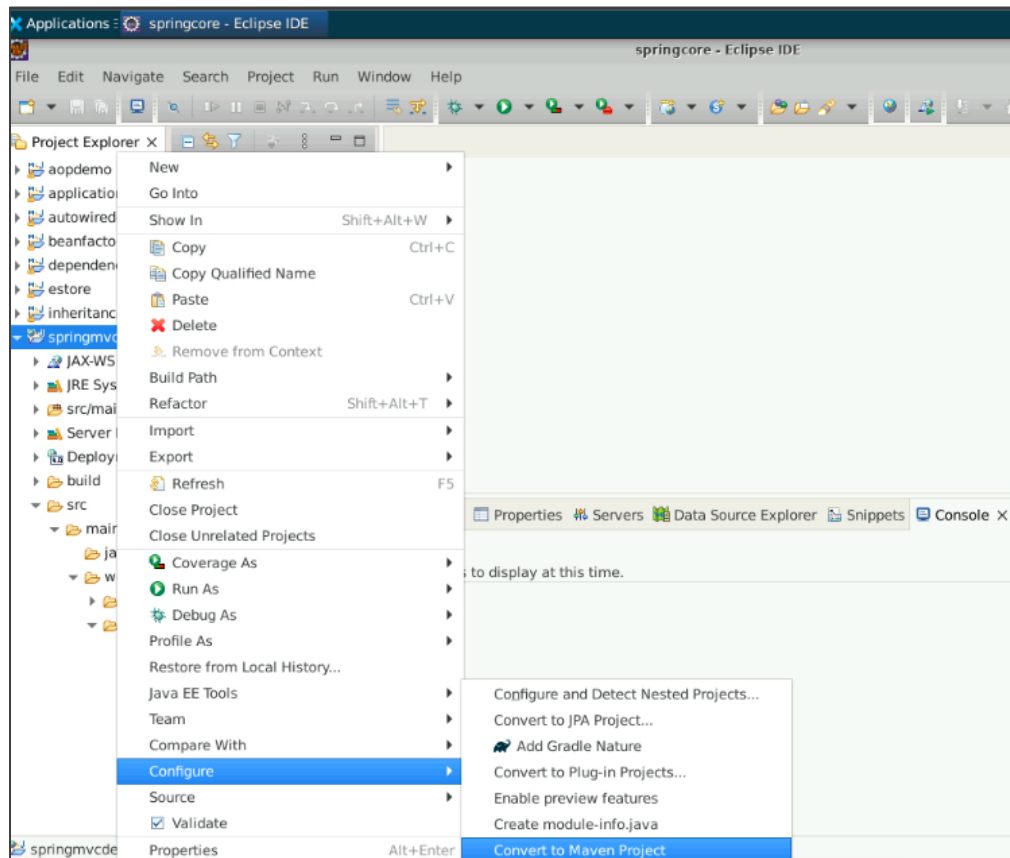 Applications
springcore - Eclipse IDE
springcore - Eclipse IDE
File Edit Navigate Search Project Run Window Help
Project Explorer
aopdemo
applicatio
autowired
beanfacto
dependen
estore
inheritanc
springmvc
JAX-WS
JRE Sys
src/mai
Server
Deploy
build
src
main
ja
w
New
Go Into
Show In Shift+Alt+W
Copy Ctrl+C
Copy Qualified Name
Paste Ctrl+V
Delete
Remove from Context
Build Path
Refactor Shift+Alt+T
Import
Export
Refresh F5
Close Project
Close Unrelated Projects
Coverage As
Run As
Debug As
Profile As
Restore from Local History...
Java EE Tools
Team
Compare With
Configure
Source
Validate
Properties Alt+Enter
Properties Servers Data Source Explorer Snippets Console
s to display at this time.
Configure and Detect Nested Projects...
Convert to JPA Project...
Add Gradle Nature
Convert to Plug-in Projects...
Enable preview features
Create module-info.java
Convert to Maven Project
springmvcde